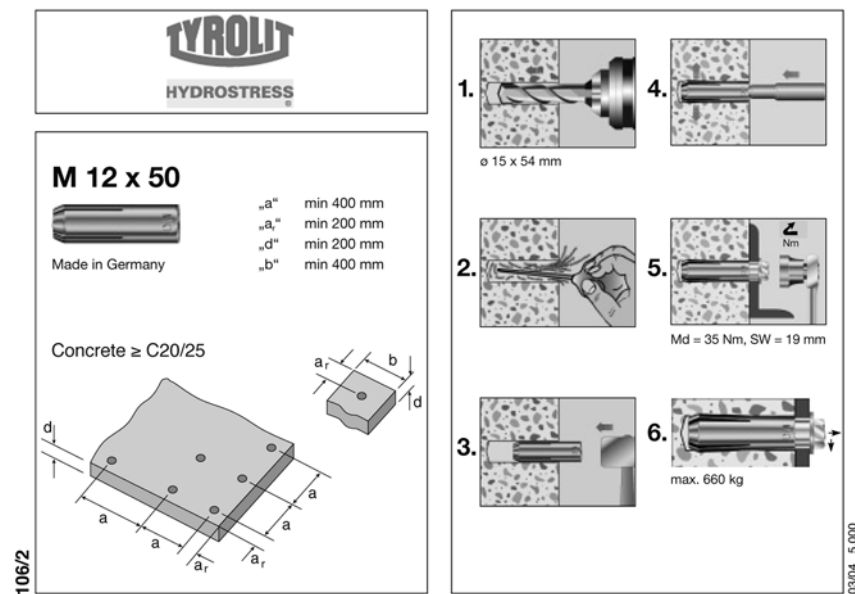 TYROLIT
HYDROSTRESS
®
M 12 x 50
Made in Germany
„a“ min 400 mm
„aᵣ“ min 200 mm
„d“ min 200 mm
„b“ min 400 mm
Concrete ≥ C20/25
aᵣ
b
d
d
a
a
a
a
aᵣ
aᵣ
106/2
1.
ø 15 x 54 mm
2.
3.
4.
5.
Nm
Md = 35 Nm, SW = 19 mm
6.
max. 660 kg
03/04 5.000